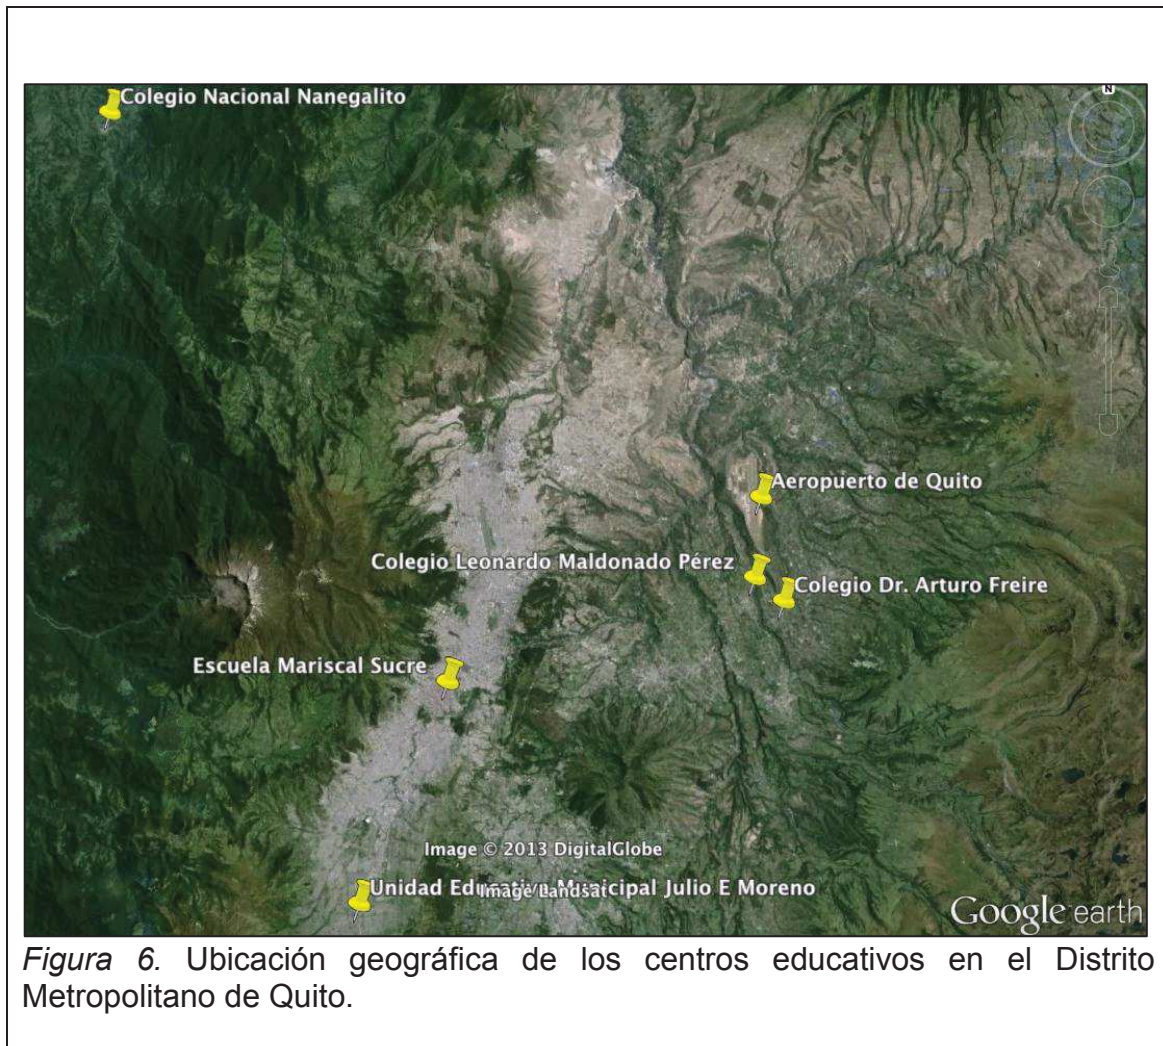 Colegio Nacional Nanegalito
N
Aeropuerto de Quito
Colegio Leonardo Maldonado Pérez
Colegio Dr. Arturo Freire
Escuela Mariscal Sucre
Image © 2013 DigitalGlobe
Unidad Educativa Municipal Julio E Moreno
Image Landsat
Google earth
Figura 6. Ubicación geográfica de los centros educativos en el Distrito
Metropolitano de Quito.